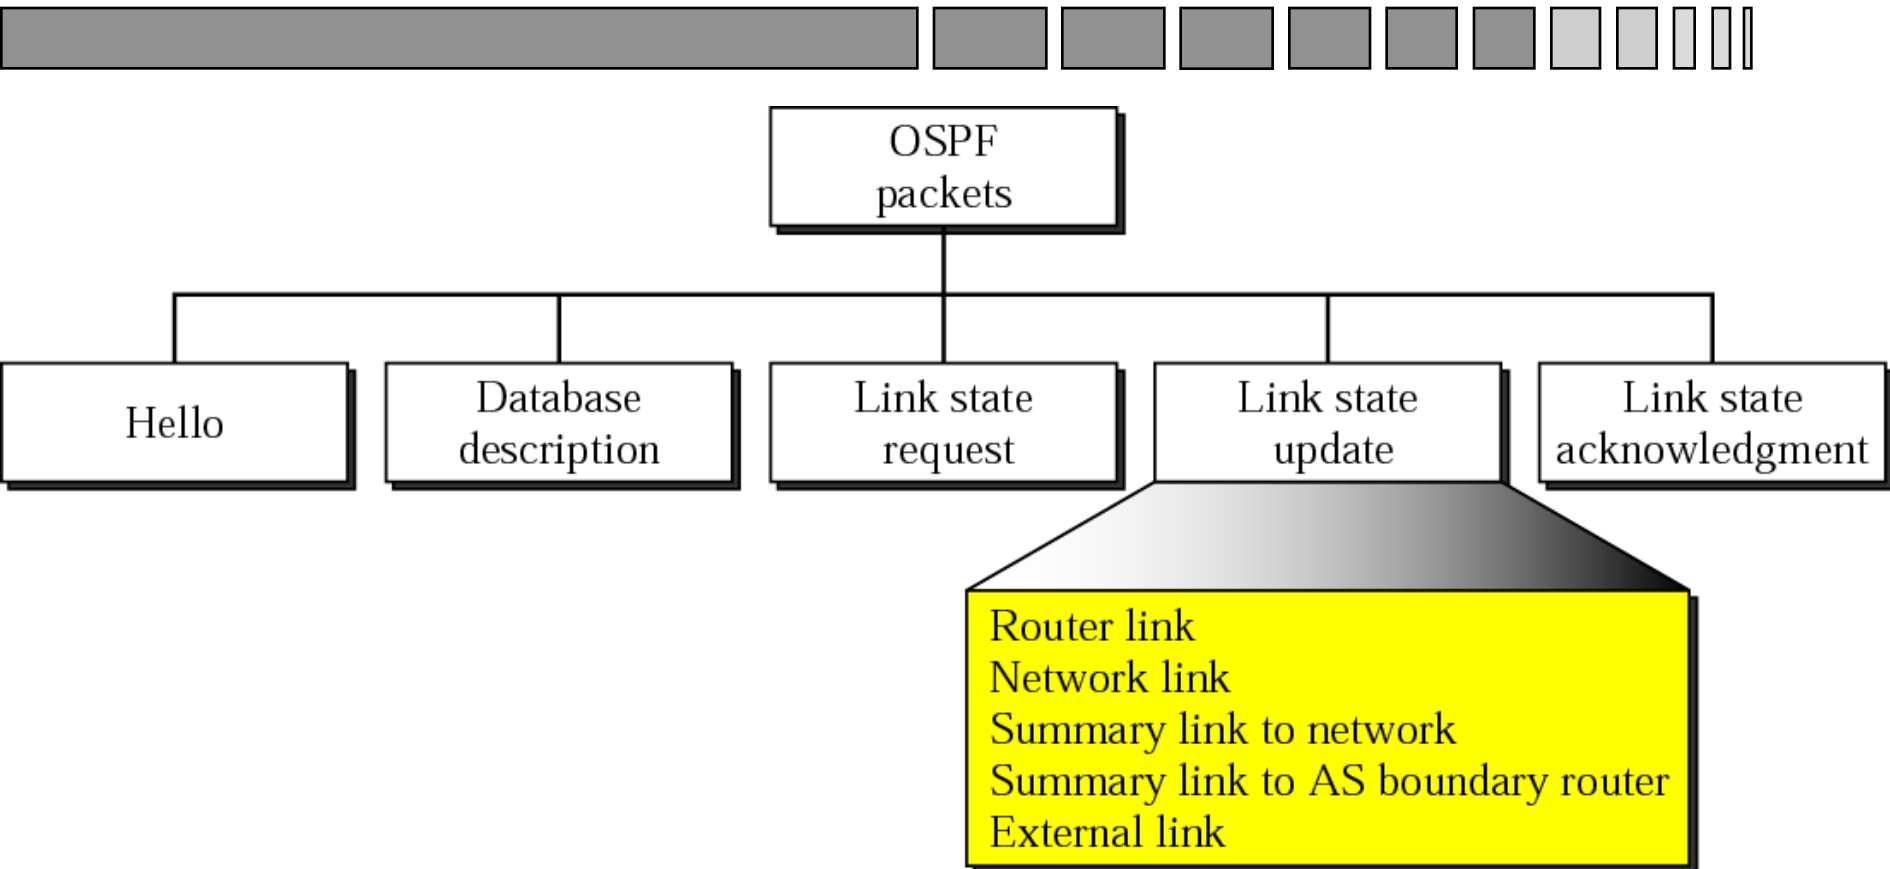 OSPF
packets
Hello
Database
description
Link state
request
Link state
update
Link state
acknowledgment
Router link
Network link
Summary link to network
Summary link to AS boundary router
External link